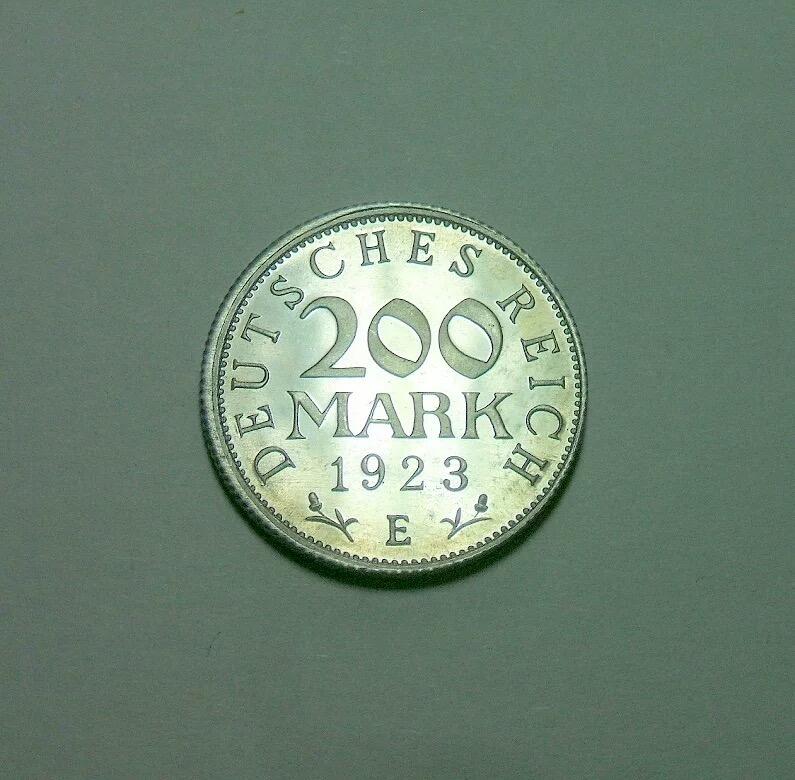 DEUTSCHES REICH
200
MARK
1923
E